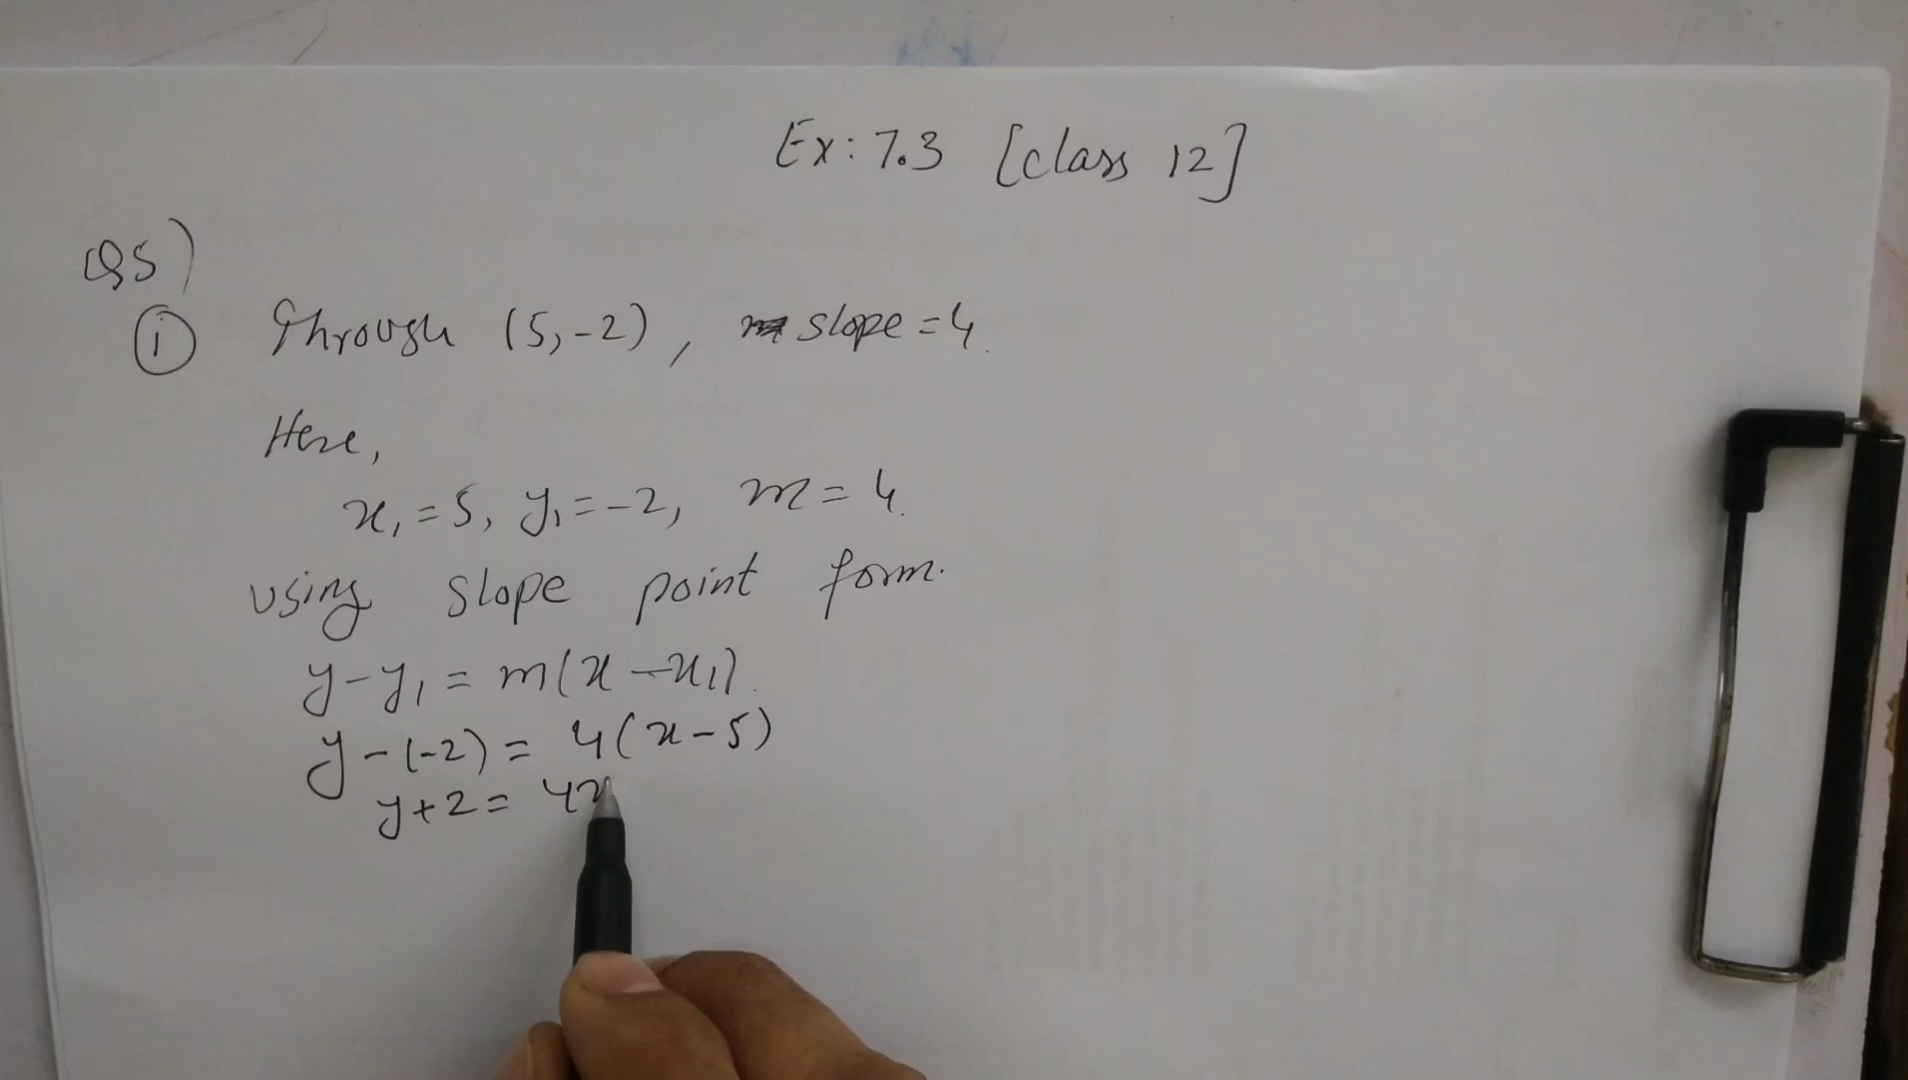 Ex: 7.3 [class 12]
Q5)
i Through (5,-2), slope = 4.
Here,
x₁ = 5, y₁ = -2, m = 4.
using slope point form.
y - y₁ = m(x - x₁).
y - (-2) = 4(x - 5)
y + 2 = 4x